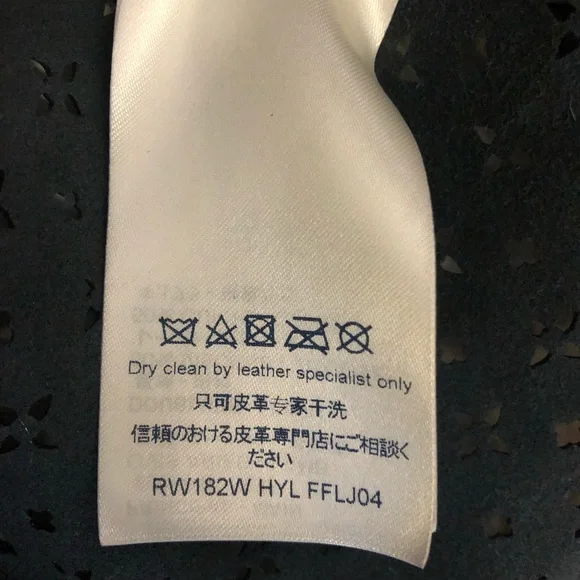 Dry clean by leather specialist only
只可皮革专家干洗
信頼のおける皮革専門店にご相談く
ださい
RW182W HYL FFLJ04